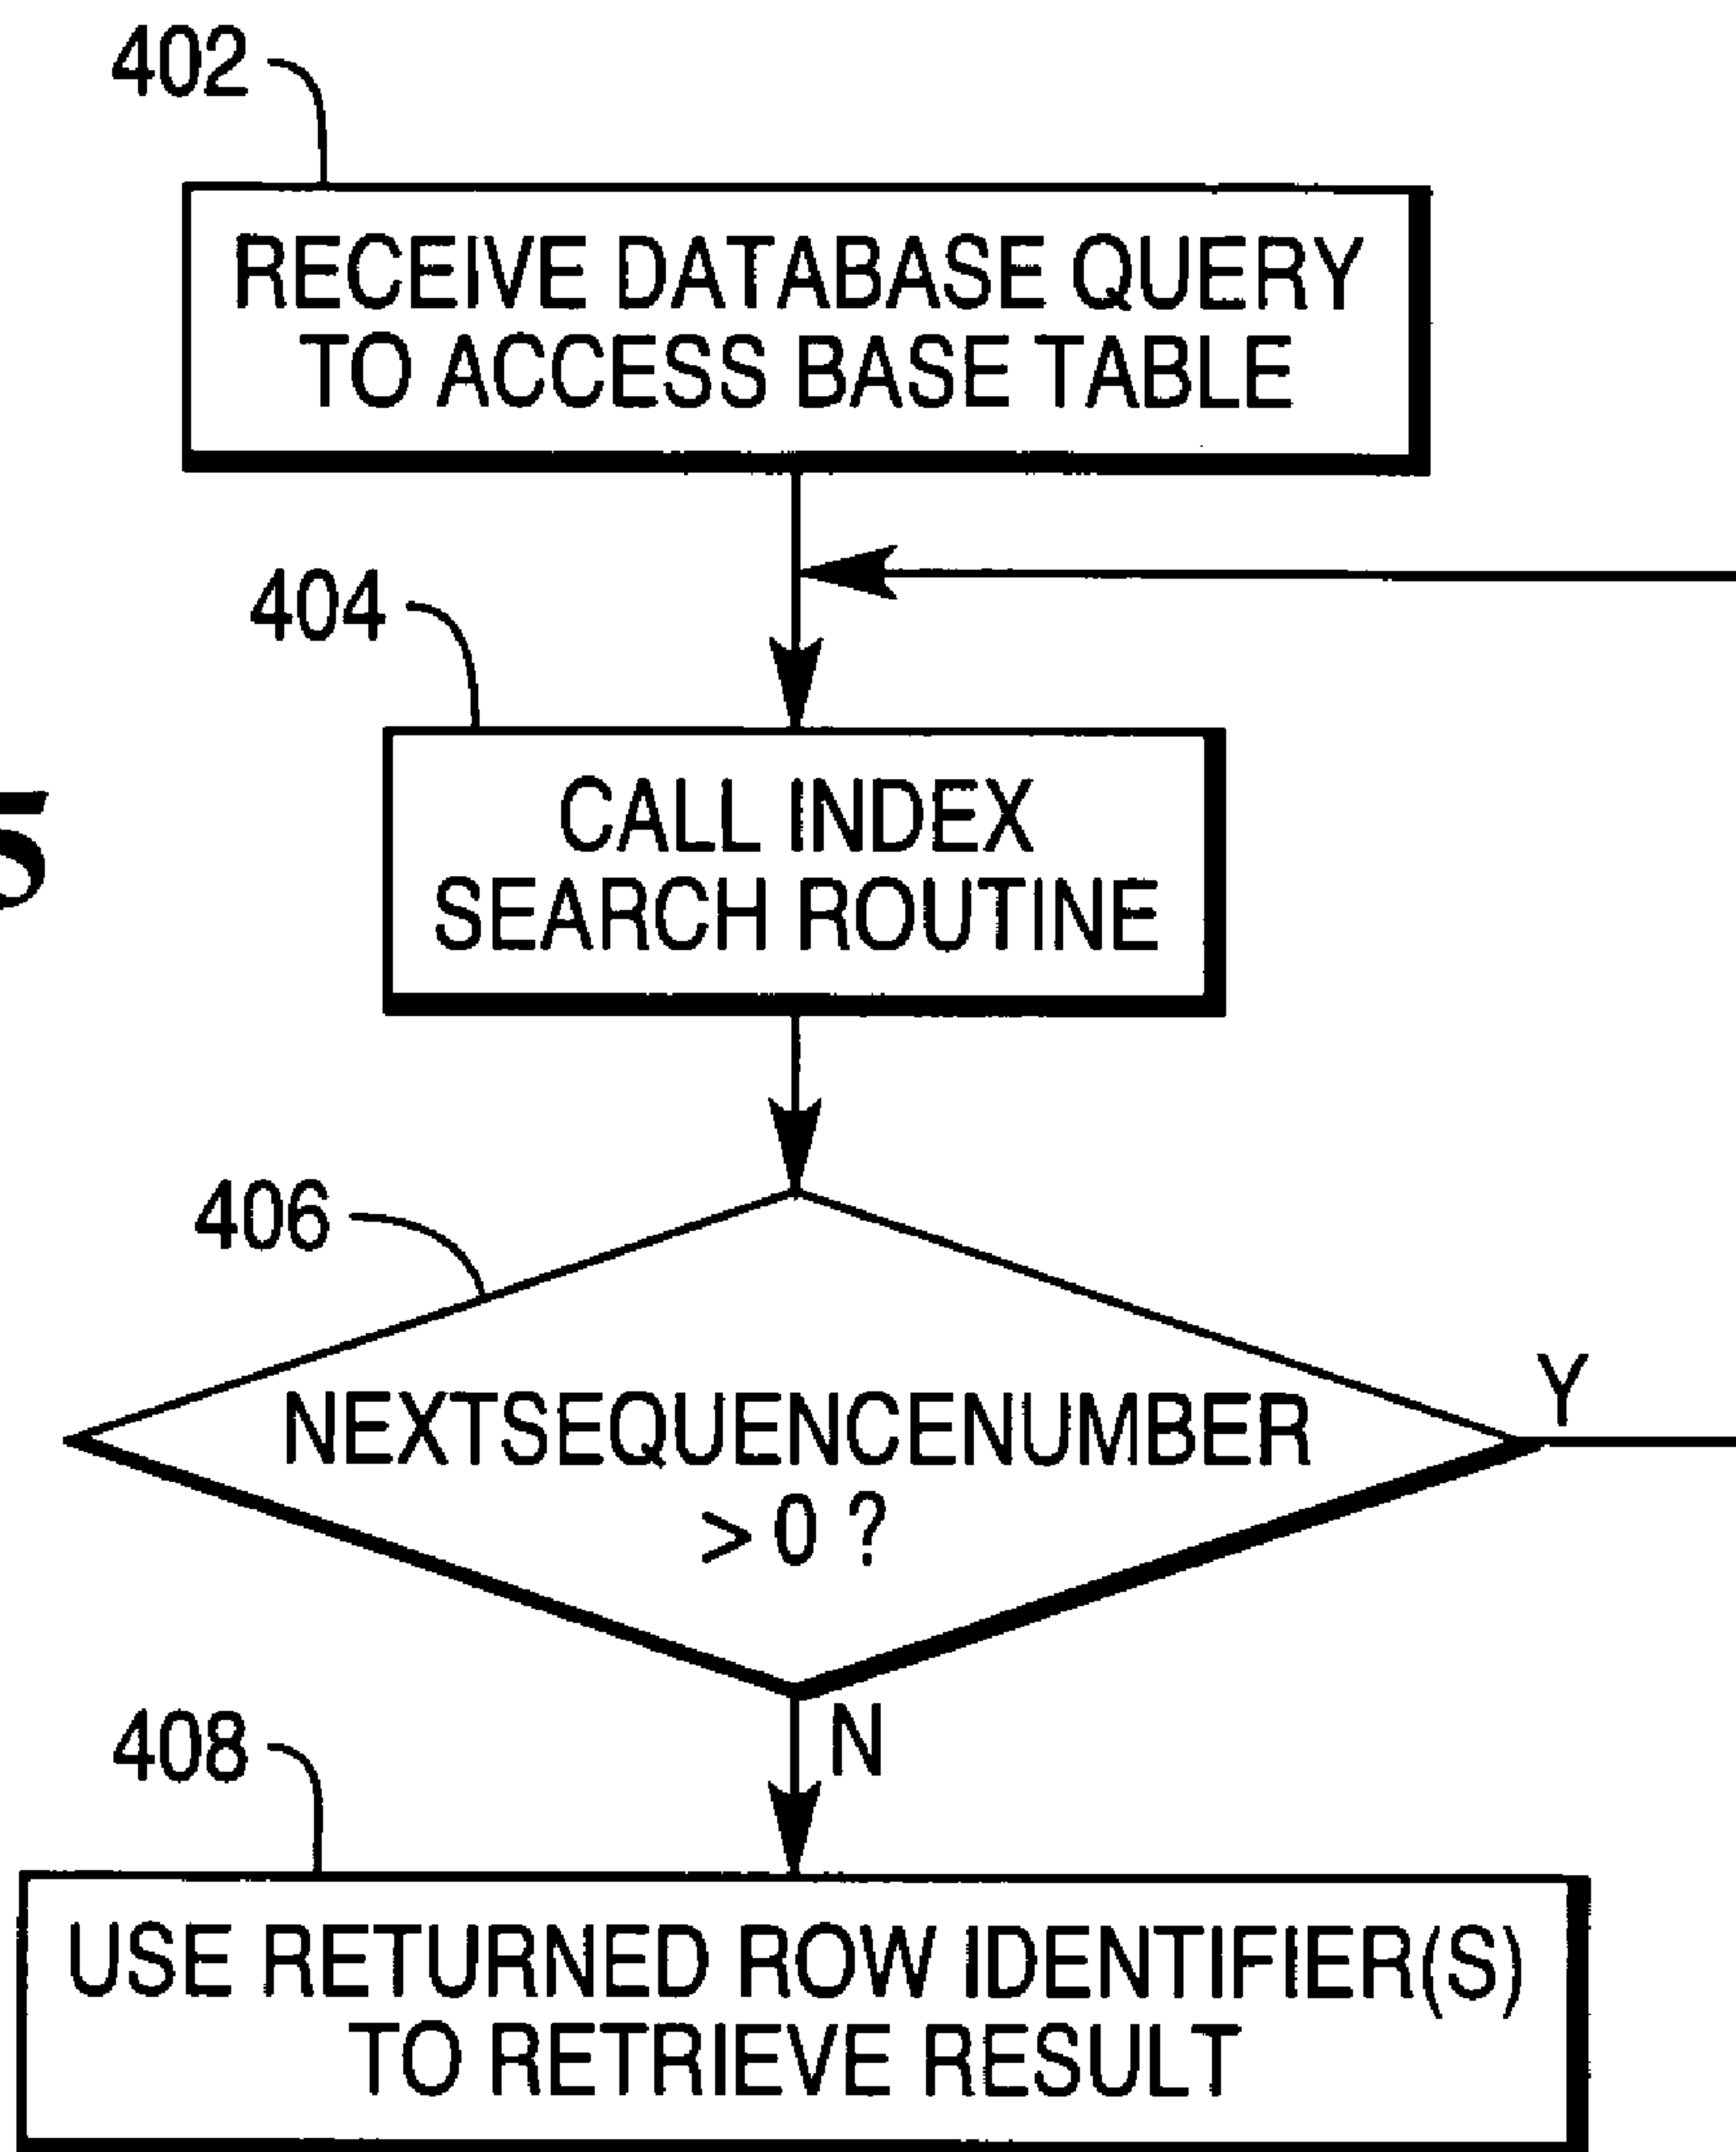 402
RECEIVE DATABASE QUERY
TO ACCESS BASE TABLE
404
CALL INDEX
SEARCH ROUTINE
5
406
NEXTSEQUENCENUMBER
> 0 ?
Y
N
408
USE RETURNED ROW IDENTIFIER(S)
TO RETRIEVE RESULT